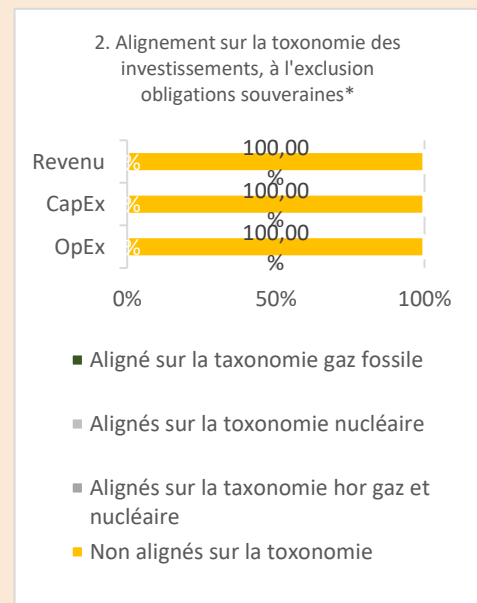 2. Alignement sur la toxonomie des
investissements, à l'exclusion
obligations souveraines*
Revenu
%
100,00
%
CapEx
%
100,00
%
OpEx
%
100,00
%
0%
50%
100%
Aligné sur la taxonomie gaz fossile
Alignés sur la toxonomie nucléaire
Alignés sur la taxonomie hor gaz et
nucléaire
Non alignés sur la toxonomie